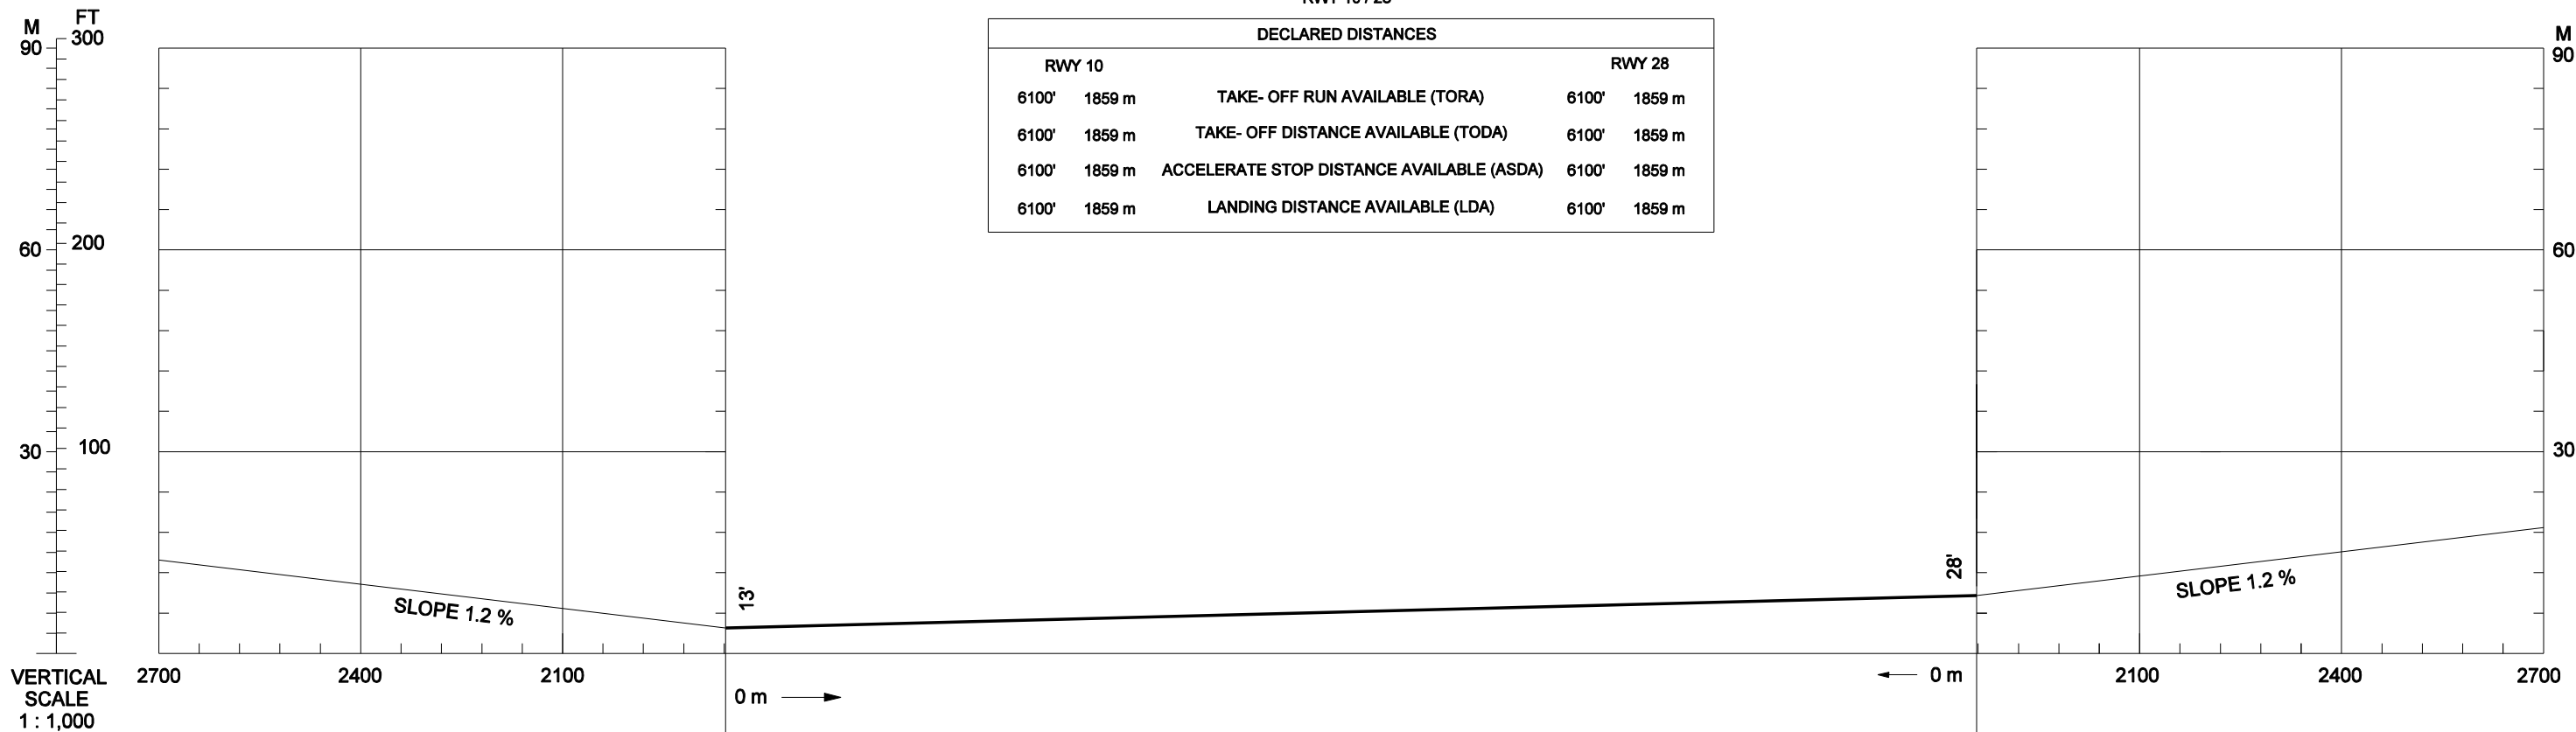 M
FT
90
300
60
200
30
100
DECLARED DISTANCES
RWY 10 RWY 28
6100' 1859 m TAKE- OFF RUN AVAILABLE (TORA) 6100' 1859 m
6100' 1859 m TAKE- OFF DISTANCE AVAILABLE (TODA) 6100' 1859 m
6100' 1859 m ACCELERATE STOP DISTANCE AVAILABLE (ASDA) 6100' 1859 m
6100' 1859 m LANDING DISTANCE AVAILABLE (LDA) 6100' 1859 m
M
90
60
30
SLOPE 1.2 %
13'
28'
SLOPE 1.2 %
VERTICAL
SCALE
1 : 1,000
2700 2400 2100
0 m
0 m
2100 2400 2700